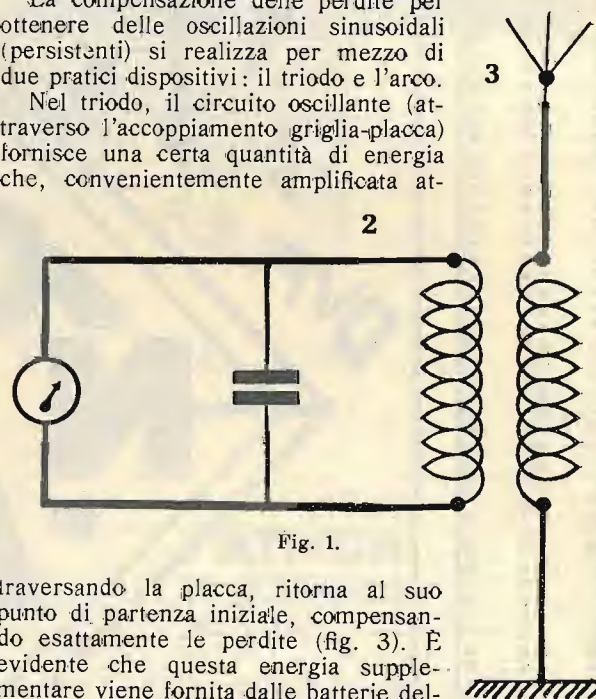 La compensazione delle perdite per
ottenere delle oscillazioni sinusoidali
(persistenti) si realizza per mezzo di
due pratici dispositivi: il triodo e l'arco.
Nel triodo, il circuito oscillante (at-
traverso l'accoppiamento griglia-placca)
fornisce una certa quantità di energia
che, convenientemente amplificata at-
3
2
Fig. 1.
traversando la placca, ritorna al suo
punto di partenza iniziale, compensan-
do esattamente le perdite (fig. 3). È
evidente che questa energia supple-
mentare viene fornita dalle batterie del-